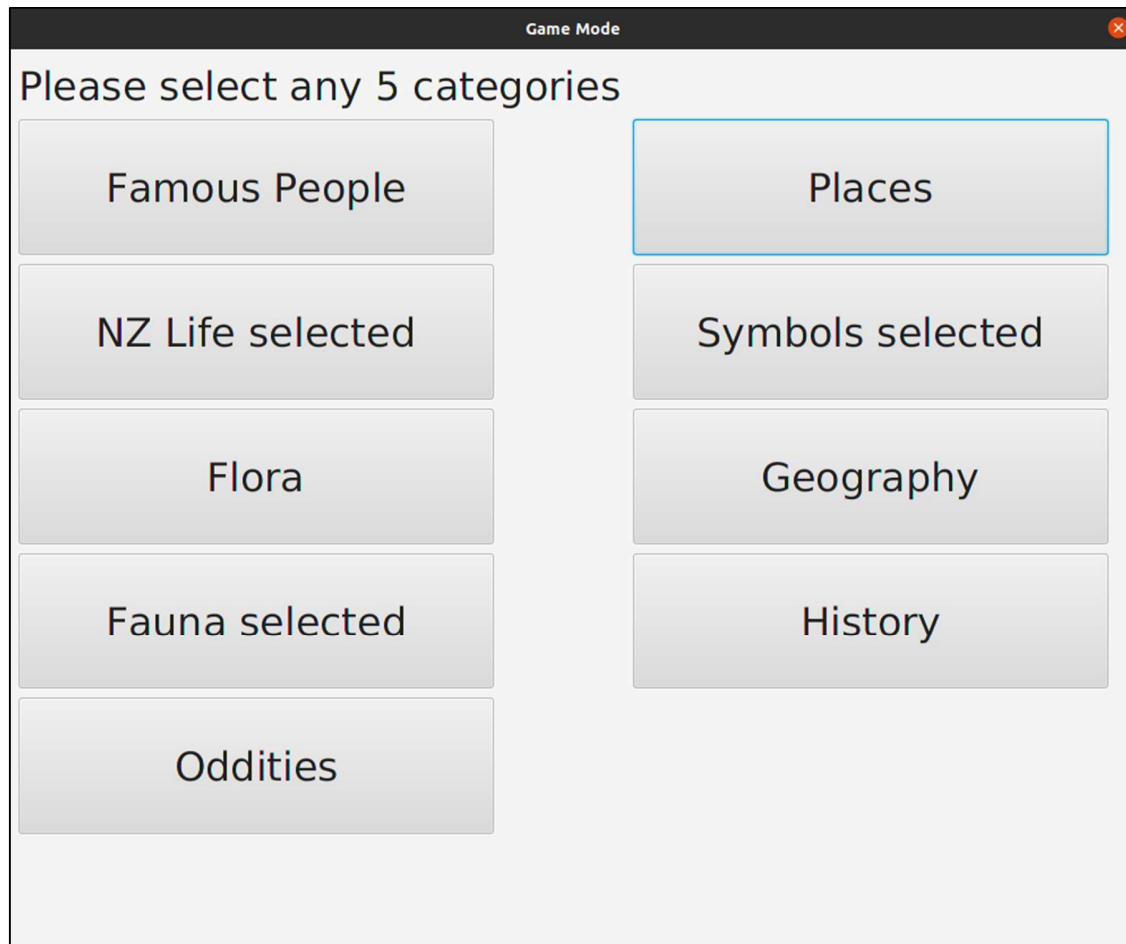 Game Mode
Please select any 5 categories
Famous People
Places
NZ Life selected
Symbols selected
Flora
Geography
Fauna selected
History
Oddities